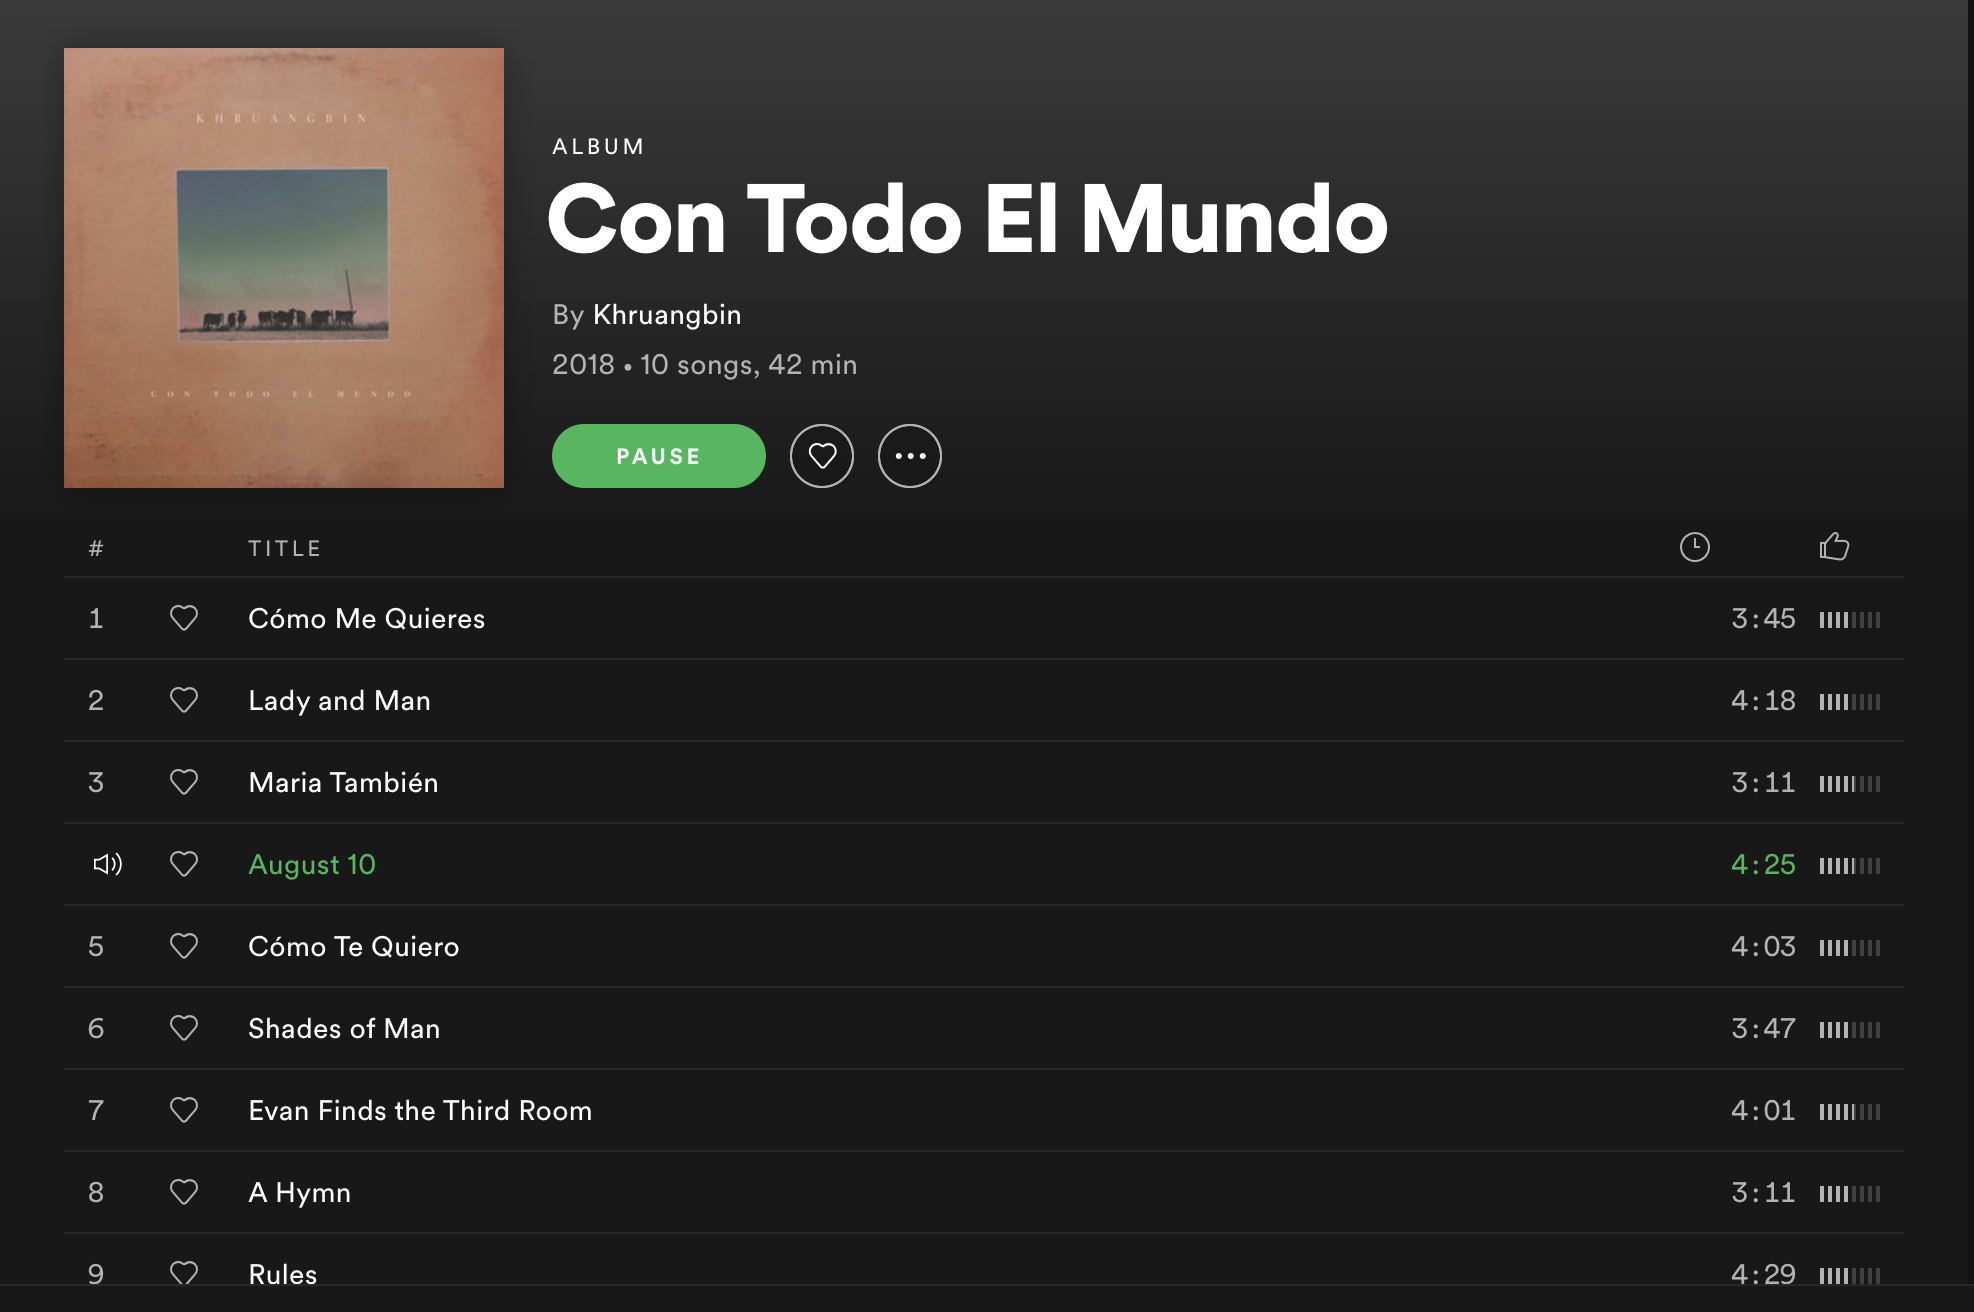 KHRUANGBIN
CON TODO EL MUNDO
ALBUM
Con Todo El Mundo
By Khruangbin
2018 • 10 songs, 42 min
PAUSE
# TITLE
1 Cómo Me Quieres 3:45
2 Lady and Man 4:18
3 Maria También 3:11
August 10 4:25
5 Cómo Te Quiero 4:03
6 Shades of Man 3:47
7 Evan Finds the Third Room 4:01
8 A Hymn 3:11
9 Rules 4:29